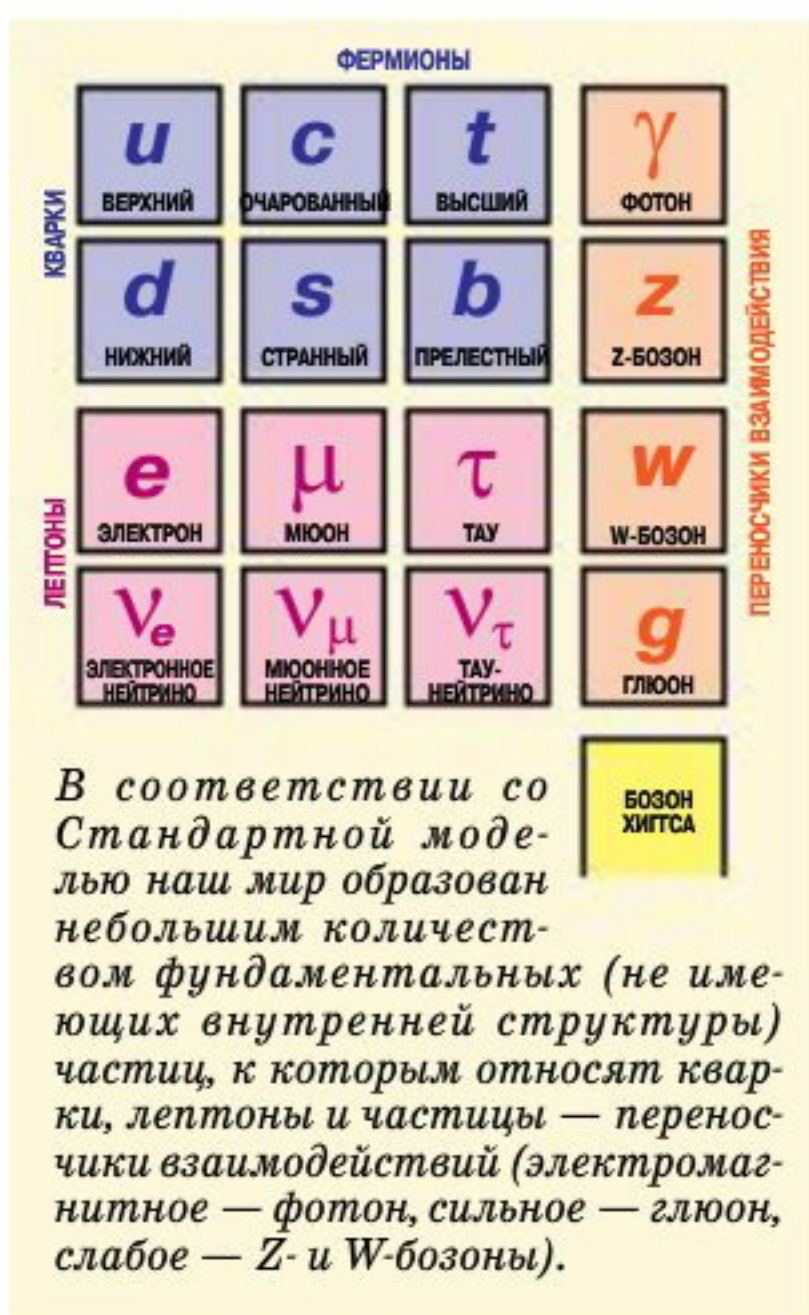 ФЕРМИОНЫ
КВАРКИ
u c t γ
ВЕРХНИЙ ОЧАРОВАННЫЙ ВЫСШИЙ ФОТОН
d s b z
НИЖНИЙ СТРАННЫЙ ПРЕЛЕСТНЫЙ Z-БОЗОН
ПЕРЕНОСЧИКИ ВЗАИМОДЕЙСТВИЯ
ЛЕПТОНЫ
e μ τ w
ЭЛЕКТРОН МЮОН ТАУ W-БОЗОН
νe νμ ντ g
ЭЛЕКТРОННОЕ МЮОННОЕ ТАУ- ГЛЮОН
НЕЙТРИНО НЕЙТРИНО НЕЙТРИНО
БОЗОН
ХИГГСА
В соответствии со
Стандартной моде-
лью наш мир образован
небольшим количест-
вом фундаментальных (не име-
ющих внутренней структуры)
частиц, к которым относят квар-
ки, лептоны и частицы — перенос-
чики взаимодействий (электромаг-
нитное — фотон, сильное — глюон,
слабое — Z- и W-бозоны).